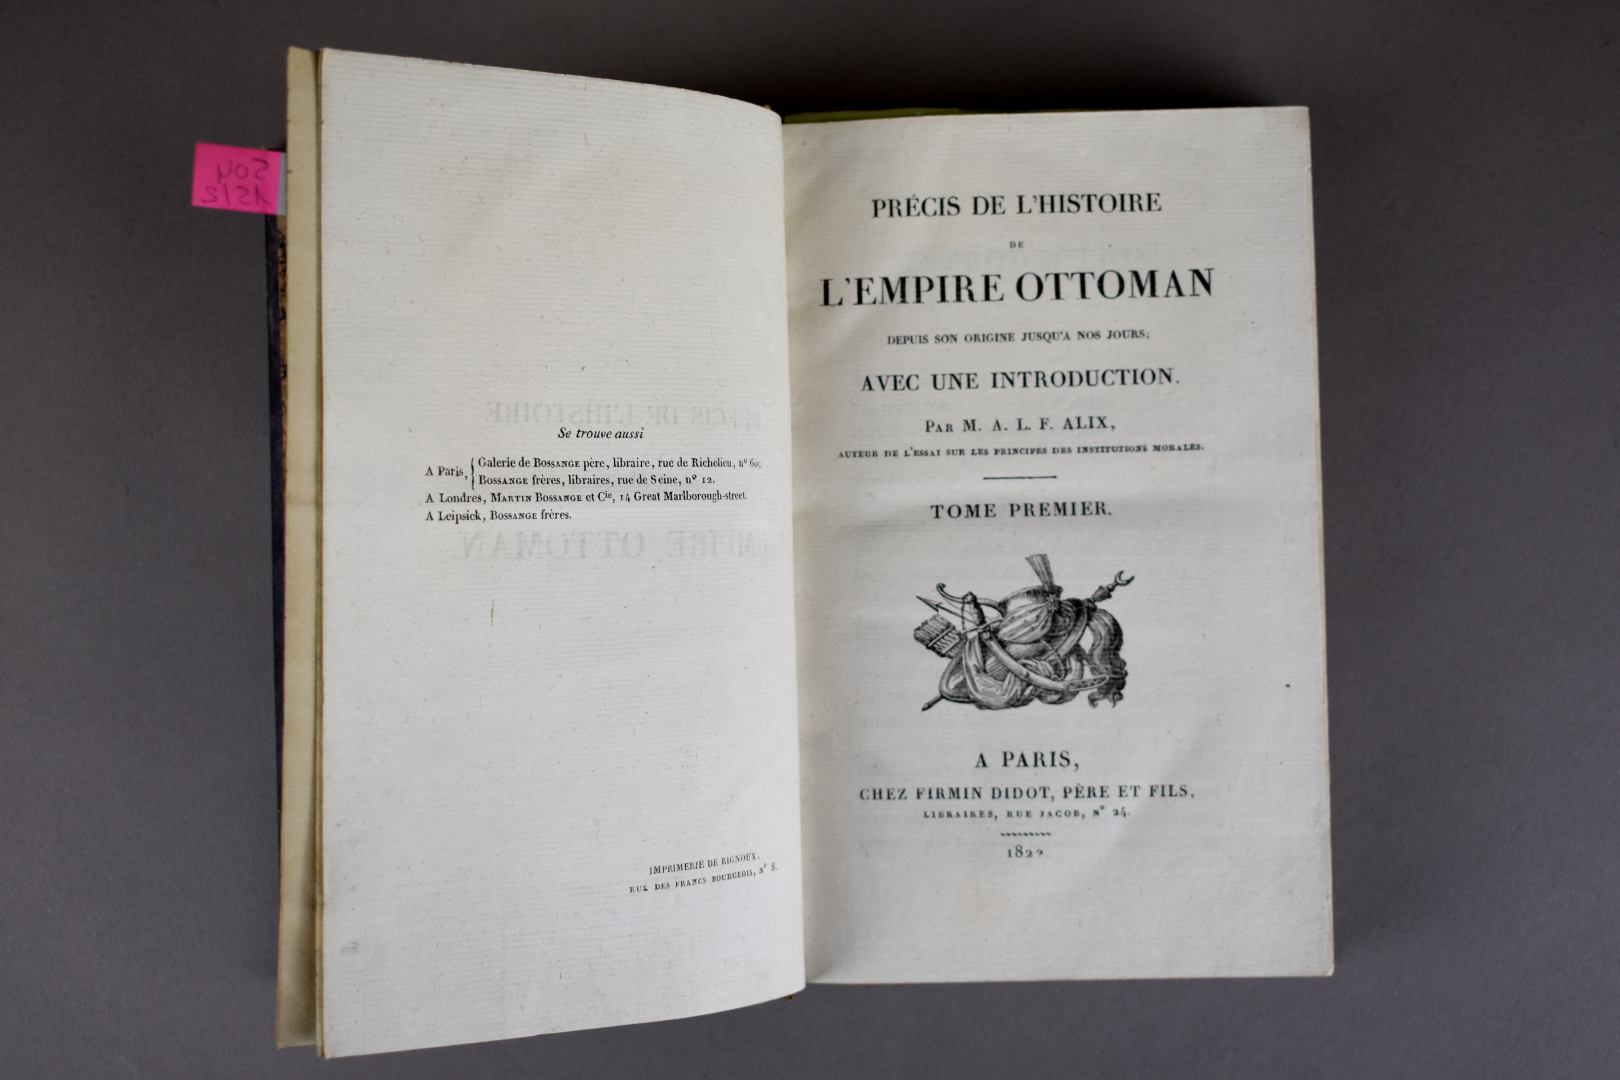 Se trouve aussi
A Paris, { Galerie de BOSSANGE père, libraire, rue de Richelieu, nº 60;
BOSSANGE frères, libraires, rue de Seine, nº 12.
A Londres, MARTIN BOSSANGE et Cie, 14 Great Marlborough-street.
A Leipsick, BOSSANGE frères.
IMPRIMERIE DE RIGNOUX,
RUE DES FRANCS BOURGEOIS, Nº 8.
PRÉCIS DE L'HISTOIRE
DE
L'EMPIRE OTTOMAN
DEPUIS SON ORIGINE JUSQU'A NOS JOURS;
AVEC UNE INTRODUCTION.
PAR M. A. L. F. ALIX,
AUTEUR DE L'ESSAI SUR LES PRINCIPES DES INSTITUTIONS MORALES.
TOME PREMIER.
A PARIS,
CHEZ FIRMIN DIDOT, PÈRE ET FILS,
LIBRAIRES, RUE JACOB, Nº 24.
1822